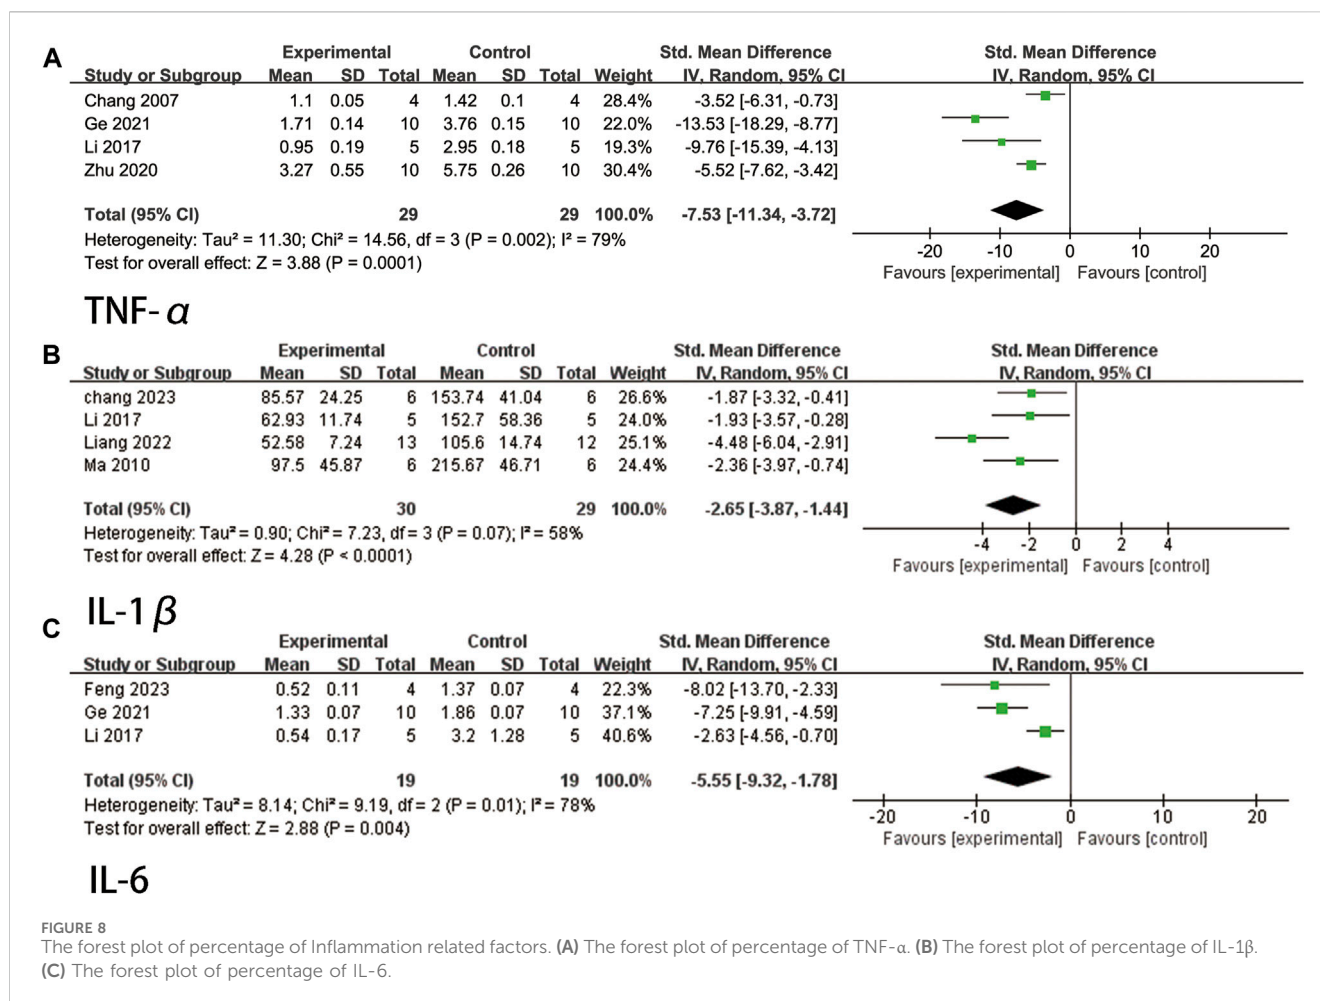 A
Experimental Control Std. Mean Difference Std. Mean Difference
Study or Subgroup Mean SD Total Mean SD Total Weight IV, Random, 95% CI IV, Random, 95% CI
Chang 2007 1.1 0.05 4 1.42 0.1 4 28.4% -3.52 [-6.31, -0.73]
Ge 2021 1.71 0.14 10 3.76 0.15 10 22.0% -13.53 [-18.29, -8.77]
Li 2017 0.95 0.19 5 2.95 0.18 5 19.3% -9.76 [-15.39, -4.13]
Zhu 2020 3.27 0.55 10 5.75 0.26 10 30.4% -5.52 [-7.62, -3.42]
Total (95% CI) 29 29 100.0% -7.53 [-11.34, -3.72]
Heterogeneity: Tau² = 11.30; Chi² = 14.56, df = 3 (P = 0.002); I² = 79%
Test for overall effect: Z = 3.88 (P = 0.0001)
-20 -10 0 10 20
Favours [experimental] Favours [control]
TNF-α
B
Experimental Control Std. Mean Difference Std. Mean Difference
Study or Subgroup Mean SD Total Mean SD Total Weight IV, Random, 95% CI IV, Random, 95% CI
chang 2023 85.57 24.25 6 153.74 41.04 6 26.6% -1.87 [-3.32, -0.41]
Li 2017 62.93 11.74 5 152.7 58.36 5 24.0% -1.93 [-3.57, -0.28]
Liang 2022 52.58 7.24 13 105.6 14.74 12 25.1% -4.48 [-6.04, -2.91]
Ma 2010 97.5 45.87 6 215.67 46.71 6 24.4% -2.36 [-3.97, -0.74]
Total (95% CI) 30 29 100.0% -2.65 [-3.87, -1.44]
Heterogeneity: Tau² = 0.90; Chi² = 7.23, df = 3 (P = 0.07); I² = 58%
Test for overall effect: Z = 4.28 (P < 0.0001)
-4 -2 0 2 4
Favours [experimental] Favours [control]
IL-1β
C
Experimental Control Std. Mean Difference Std. Mean Difference
Study or Subgroup Mean SD Total Mean SD Total Weight IV, Random, 95% CI IV, Random, 95% CI
Feng 2023 0.52 0.11 4 1.37 0.07 4 22.3% -8.02 [-13.70, -2.33]
Ge 2021 1.33 0.07 10 1.86 0.07 10 37.1% -7.25 [-9.91, -4.59]
Li 2017 0.54 0.17 5 3.2 1.28 5 40.6% -2.63 [-4.56, -0.70]
Total (95% CI) 19 19 100.0% -5.55 [-9.32, -1.78]
Heterogeneity: Tau² = 8.14; Chi² = 9.19, df = 2 (P = 0.01); I² = 78%
Test for overall effect: Z = 2.88 (P = 0.004)
-20 -10 0 10 20
Favours [experimental] Favours [control]
IL-6
FIGURE 8
The forest plot of percentage of Inflammation related factors. (A) The forest plot of percentage of TNF-α. (B) The forest plot of percentage of IL-1β.
(C) The forest plot of percentage of IL-6.